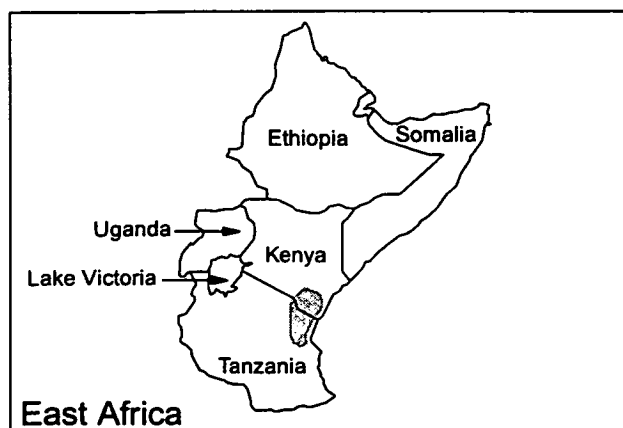 Ethiopia
Somalia
Uganda
Kenya
Lake Victoria
Tanzania
East Africa